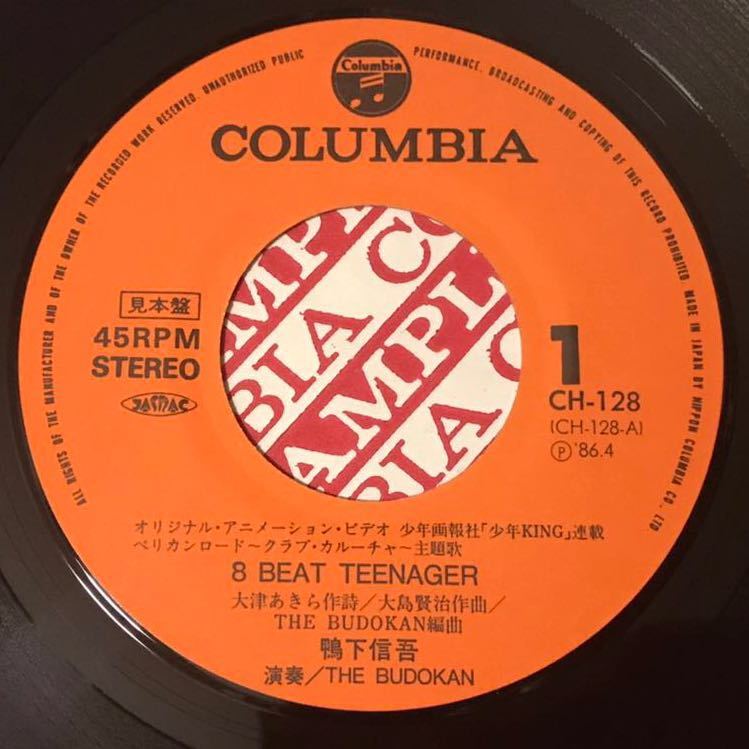 ALL RIGHTS OF THE MANUFACTURER AND OF THE OWNER OF THE RECORDED WORK RESERVED. UNAUTHORIZED PUBLIC PERFORMANCE, BROADCASTING AND COPYING OF THIS RECORD PROHIBITED. MADE IN JAPAN BY NIPPON COLUMBIA CO., LTD
Columbia
COLUMBIA
見本盤
45RPM
STEREO
JASRAC
1
CH-128
(CH-128-A)
Ⓟ '86.4
AMPL
BIA CO
SAMPL
BIA C
オリジナル・アニメーション・ビデオ 少年画報社「少年KING」連載
ペリカンロード〜クラブ・カルーチャ〜主題歌
8 BEAT TEENAGER
大津あきら作詩/大島賢治作曲/
THE BUDOKAN編曲
鴨下信吾
演奏/THE BUDOKAN